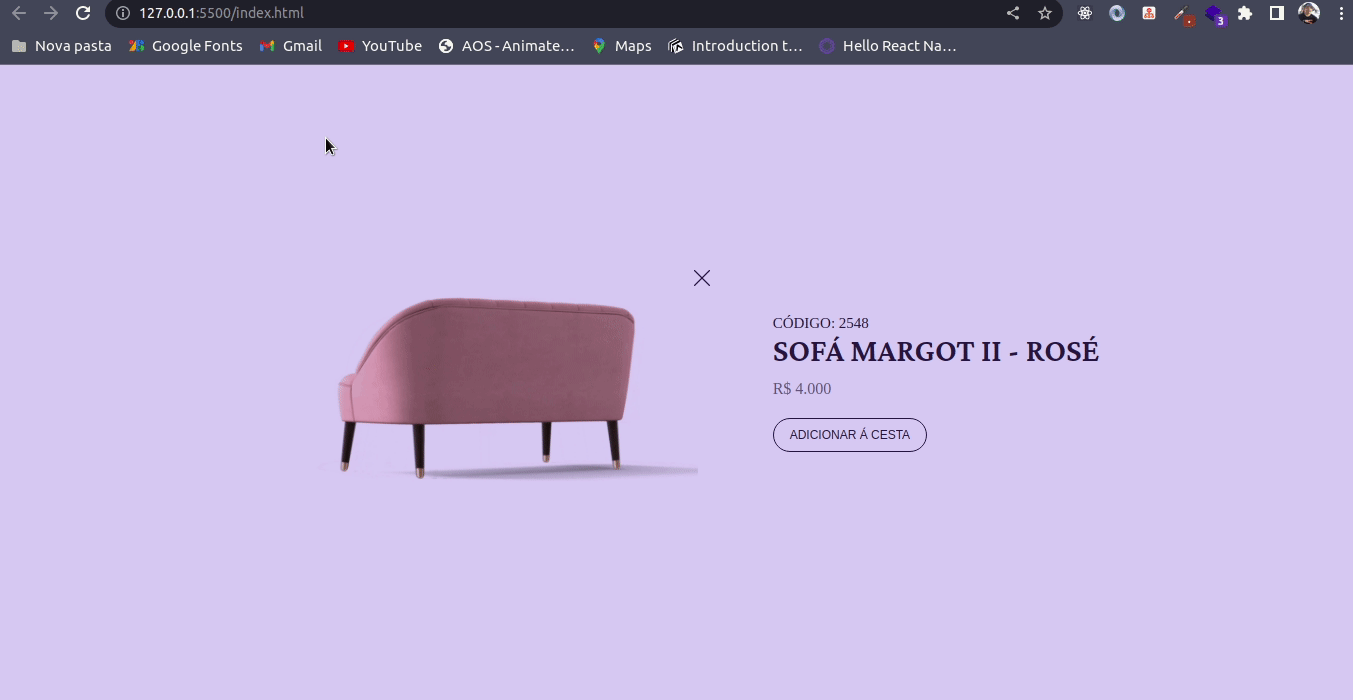 127.0.0.1:5500/index.html
3
Nova pasta Google Fonts Gmail YouTube AOS - Animate... Maps Introduction t... Hello React Na...
CÓDIGO: 2548
SOFÁ MARGOT II - ROSÉ
R$ 4.000
ADICIONAR Á CESTA